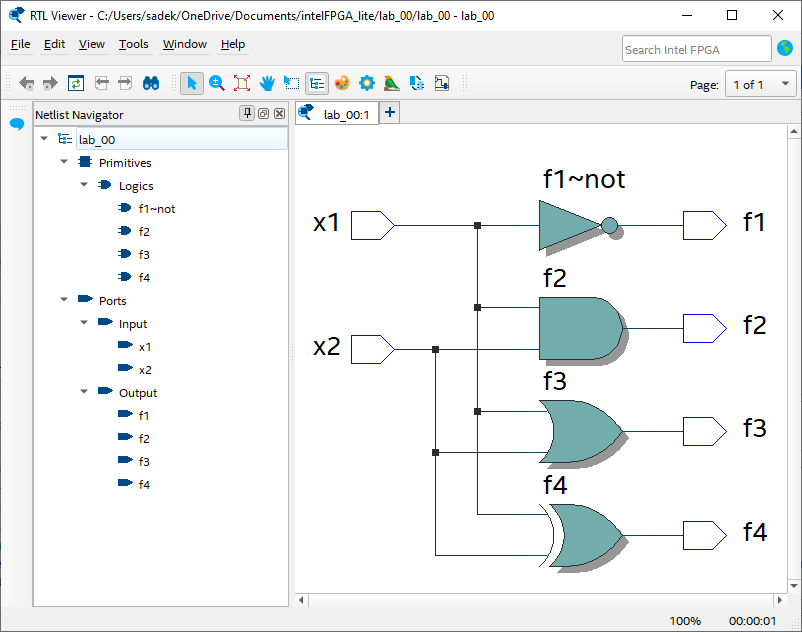 RTL Viewer - C:/Users/sadek/OneDrive/Documents/intelFPGA_lite/lab_00/lab_00 - lab_00
File Edit View Tools Window Help
Search Intel FPGA
Page: 1 of 1
Netlist Navigator
lab_00:1
lab_00
Primitives
Logics
f1~not
f2
f3
f4
Ports
Input
x1
x2
Output
f1
f2
f3
f4
f1~not
x1
f1
f2
x2
f2
f3
f3
f4
f4
100% 00:00:01